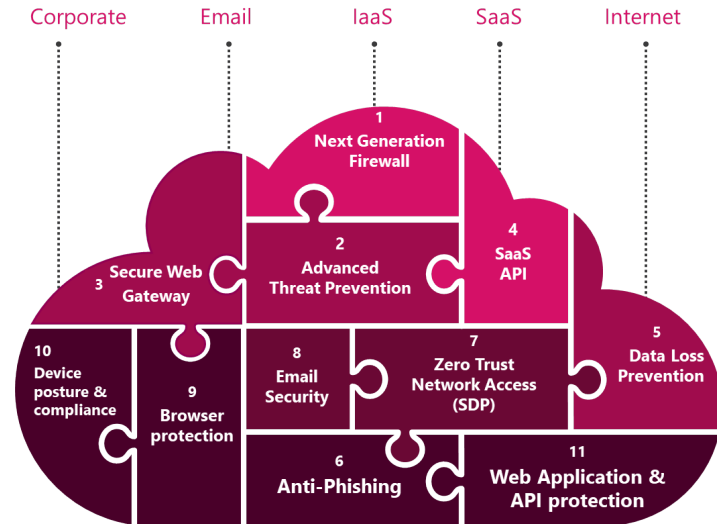 Corporate
Email
IaaS
SaaS
Internet
1
Next Generation
Firewall
2
Advanced
Threat Prevention
3
Secure Web
Gateway
4
SaaS
API
5
Data Loss
Prevention
10
Device
posture &
compliance
9
Browser
protection
8
Email
Security
7
Zero Trust
Network Access
(SDP)
6
Anti-Phishing
11
Web Application &
API protection